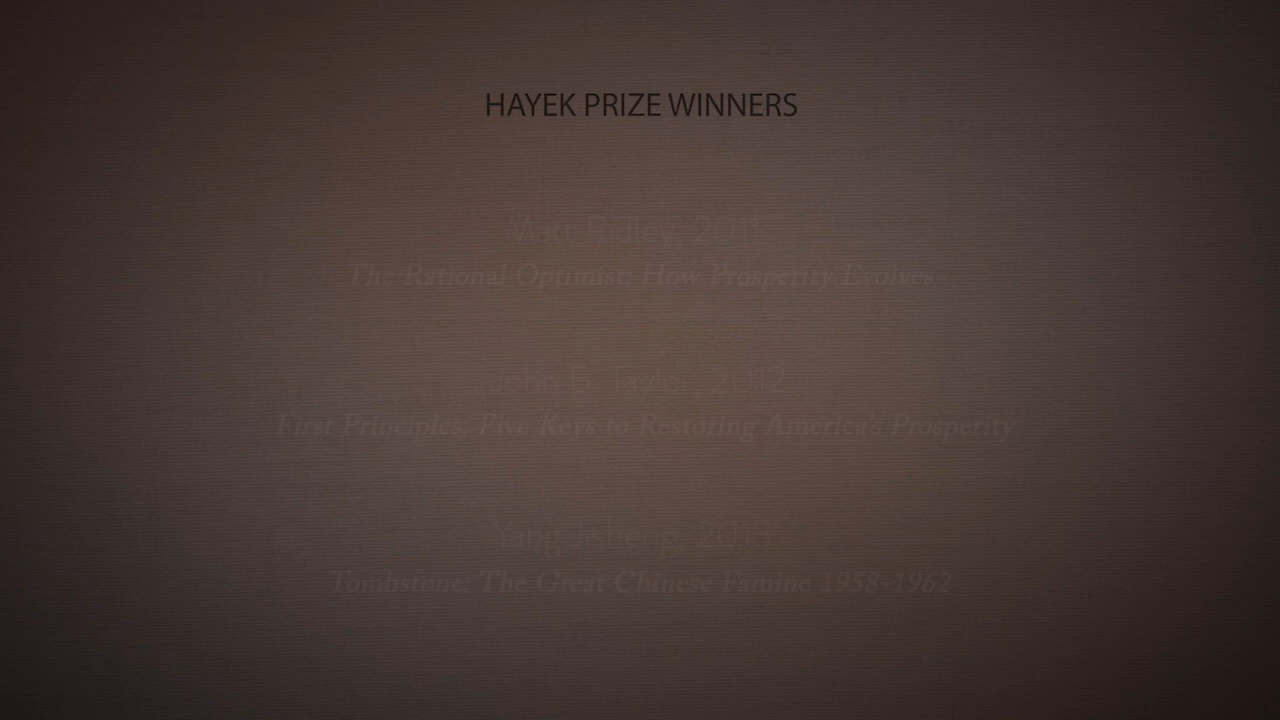 HAYEK PRIZE WINNERS
Matt Ridley, 2011
The Rational Optimist: How Prosperity Evolves
John B. Taylor, 2012
First Principles: Five Keys to Restoring America's Prosperity
Yang Jisheng, 2013
Tombstone: The Great Chinese Famine 1958-1962